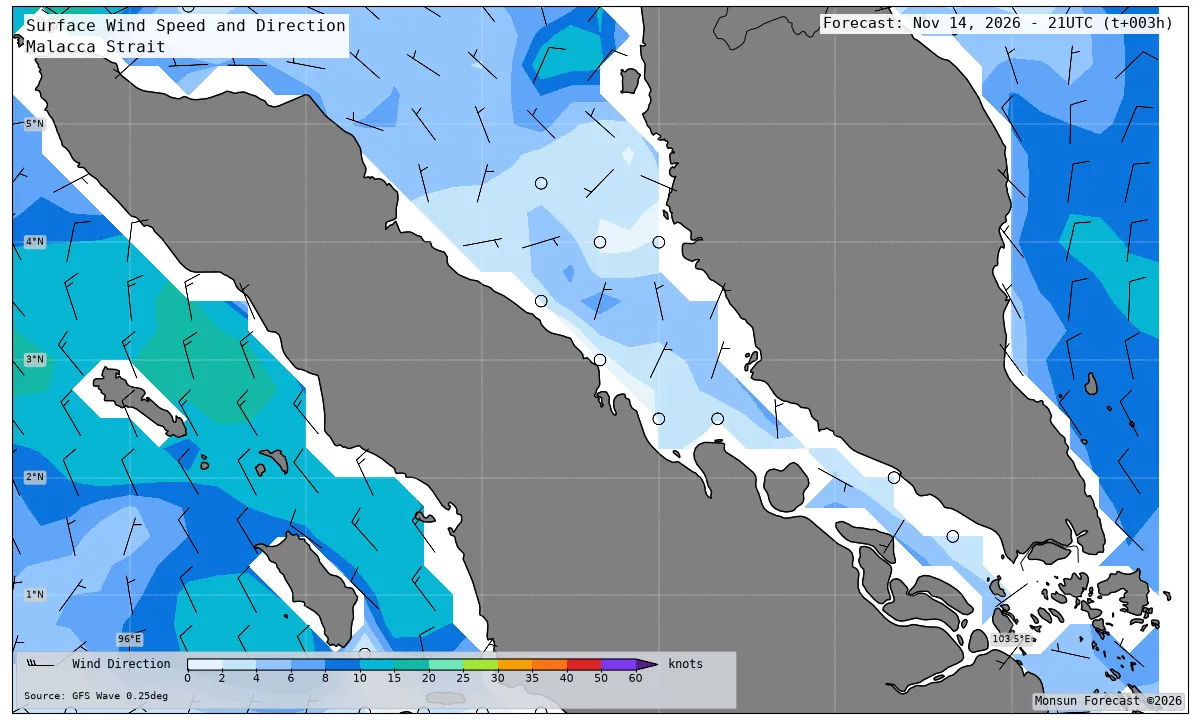 Surface Wind Speed and Direction
Malacca Strait
Forecast: Nov 14, 2026 - 21UTC (t+003h)
5°N
4°N
3°N
2°N
1°N
96°E
103.5°E
Wind Direction
knots
0 2 4 6 8 10 15 20 25 30 35 40 50 60
Source: GFS Wave 0.25deg
Monsun Forecast ©2026